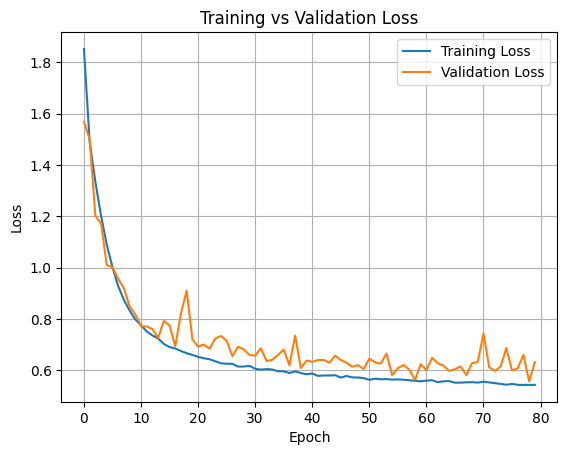 Training vs Validation Loss
Training Loss
Validation Loss
1.8
1.6
1.4
1.2
1.0
0.8
0.6
Loss
0 10 20 30 40 50 60 70 80
Epoch